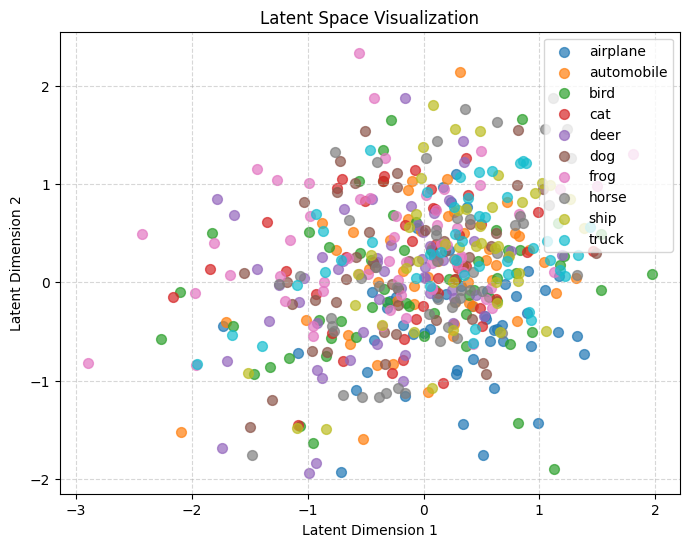 Latent Space Visualization
airplane
automobile
bird
cat
deer
dog
frog
horse
ship
truck
2
1
0
−1
−2
Latent Dimension 2
−3
−2
−1
0
1
2
Latent Dimension 1